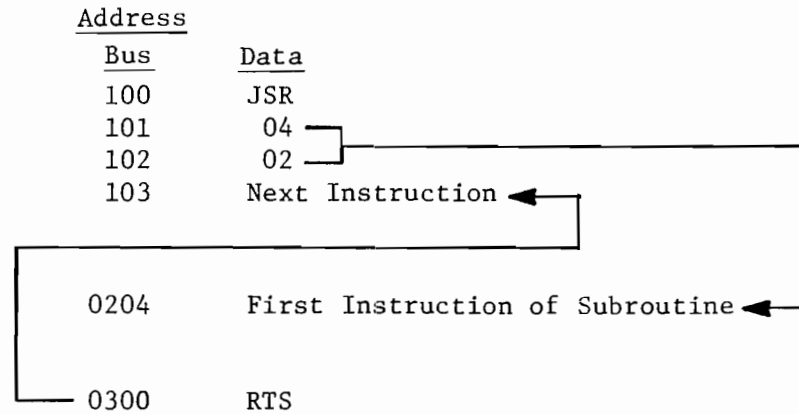 Address
Bus Data
100 JSR
101 04
102 02
103 Next Instruction
0204 First Instruction of Subroutine
0300 RTS